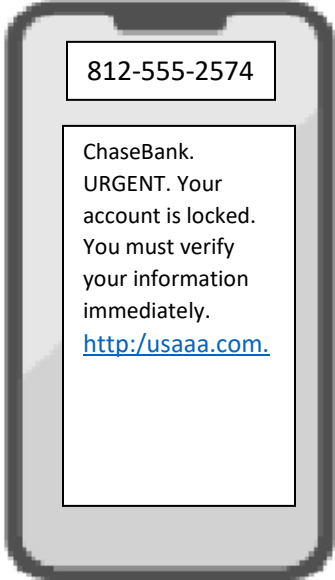 812-555-2574
ChaseBank.
URGENT. Your
account is locked.
You must verify
your information
immediately.
http:/usaaa.com.